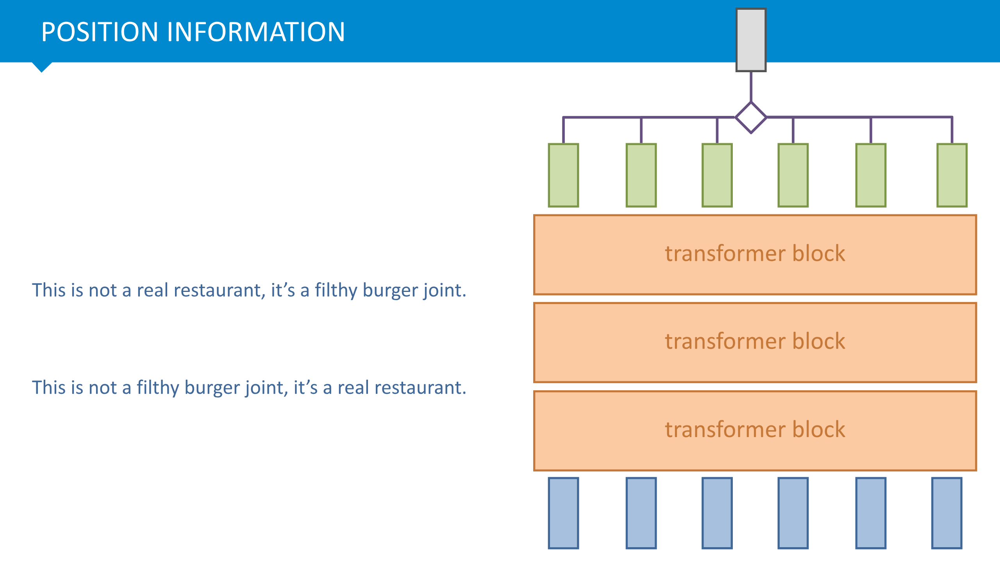 POSITION INFORMATION
This is not a real restaurant, it’s a filthy burger joint.
This is not a filthy burger joint, it’s a real restaurant.
transformer block
transformer block
transformer block